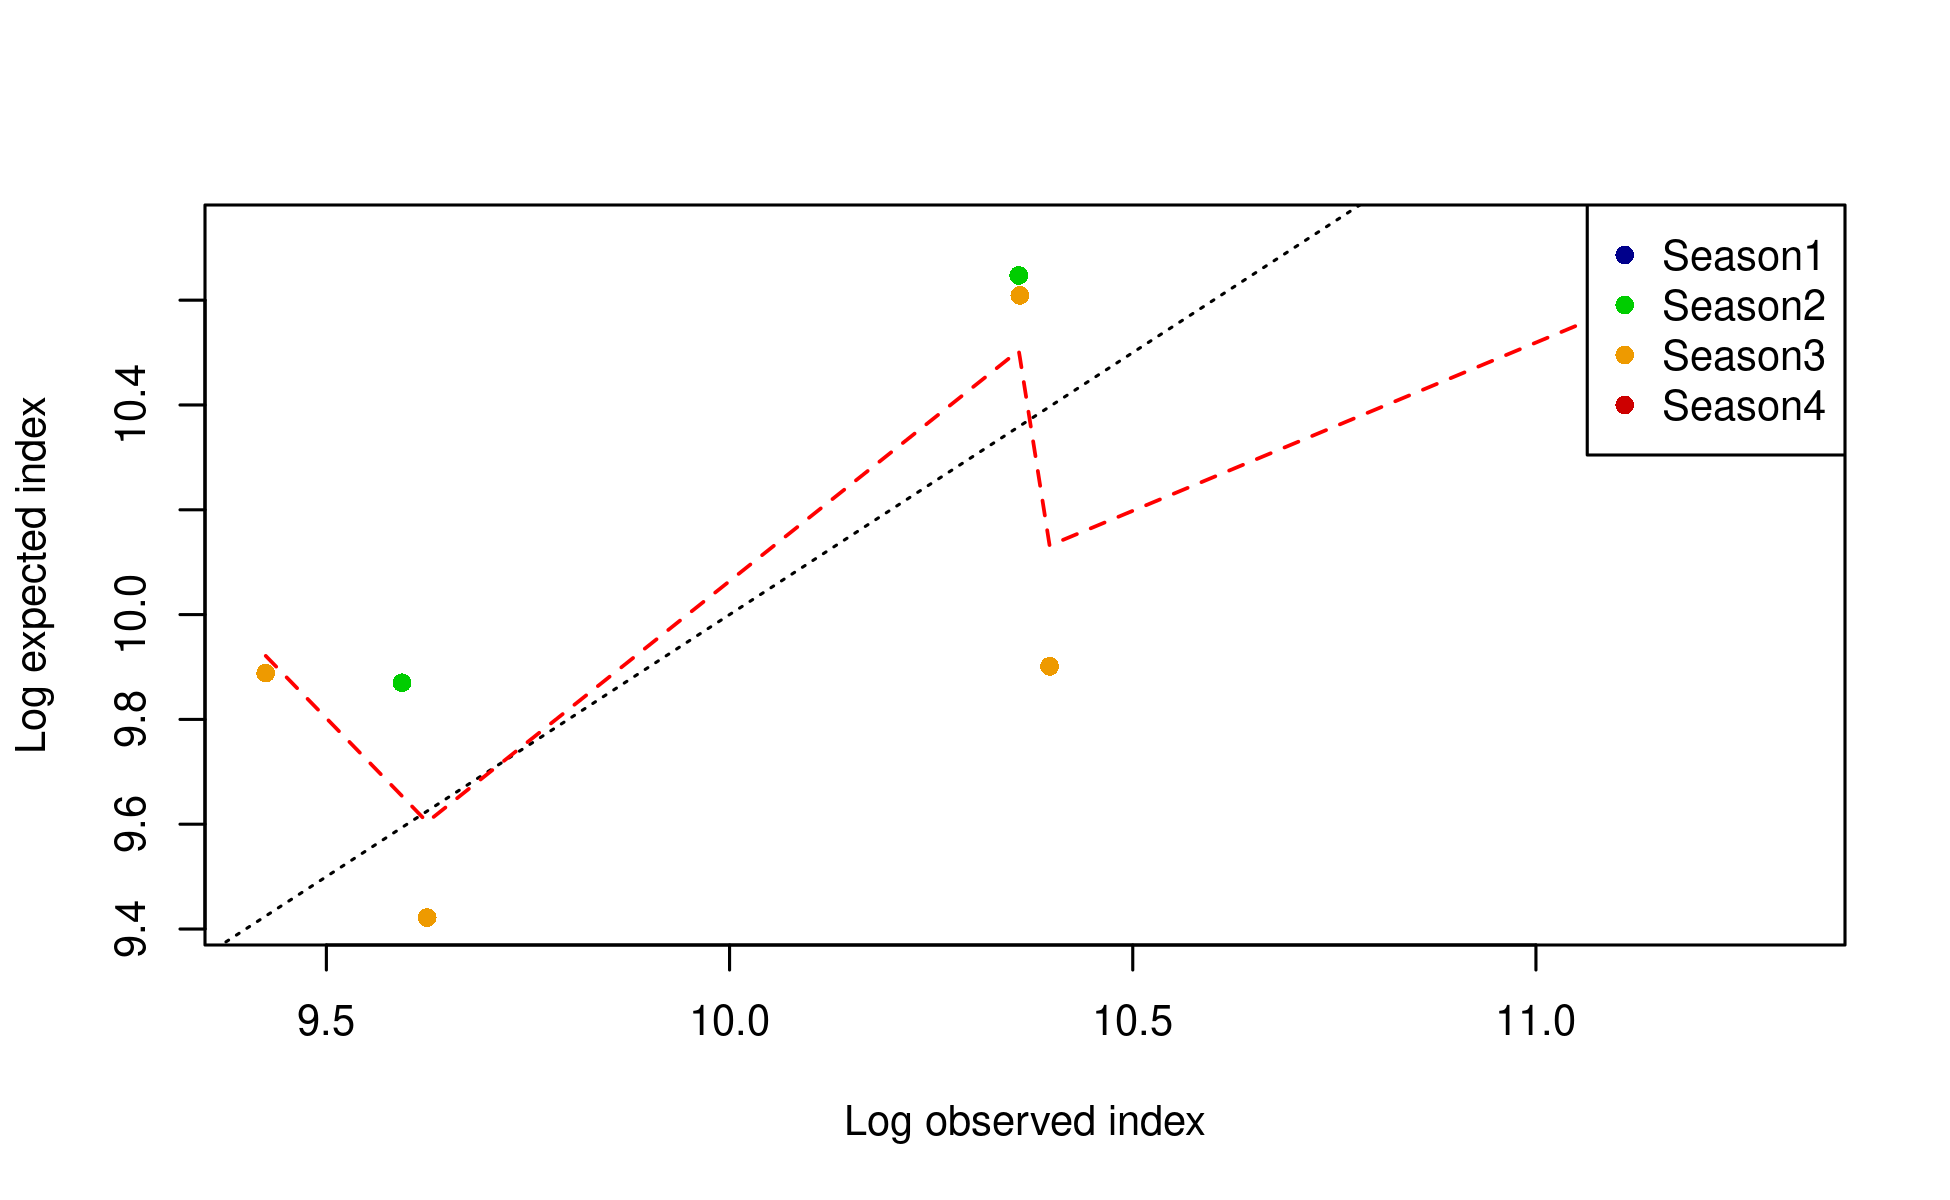 Season1
Season2
Season3
Season4
Log expected index
10.4
10.0
9.8
9.6
9.4
9.5 10.0 10.5 11.0
Log observed index